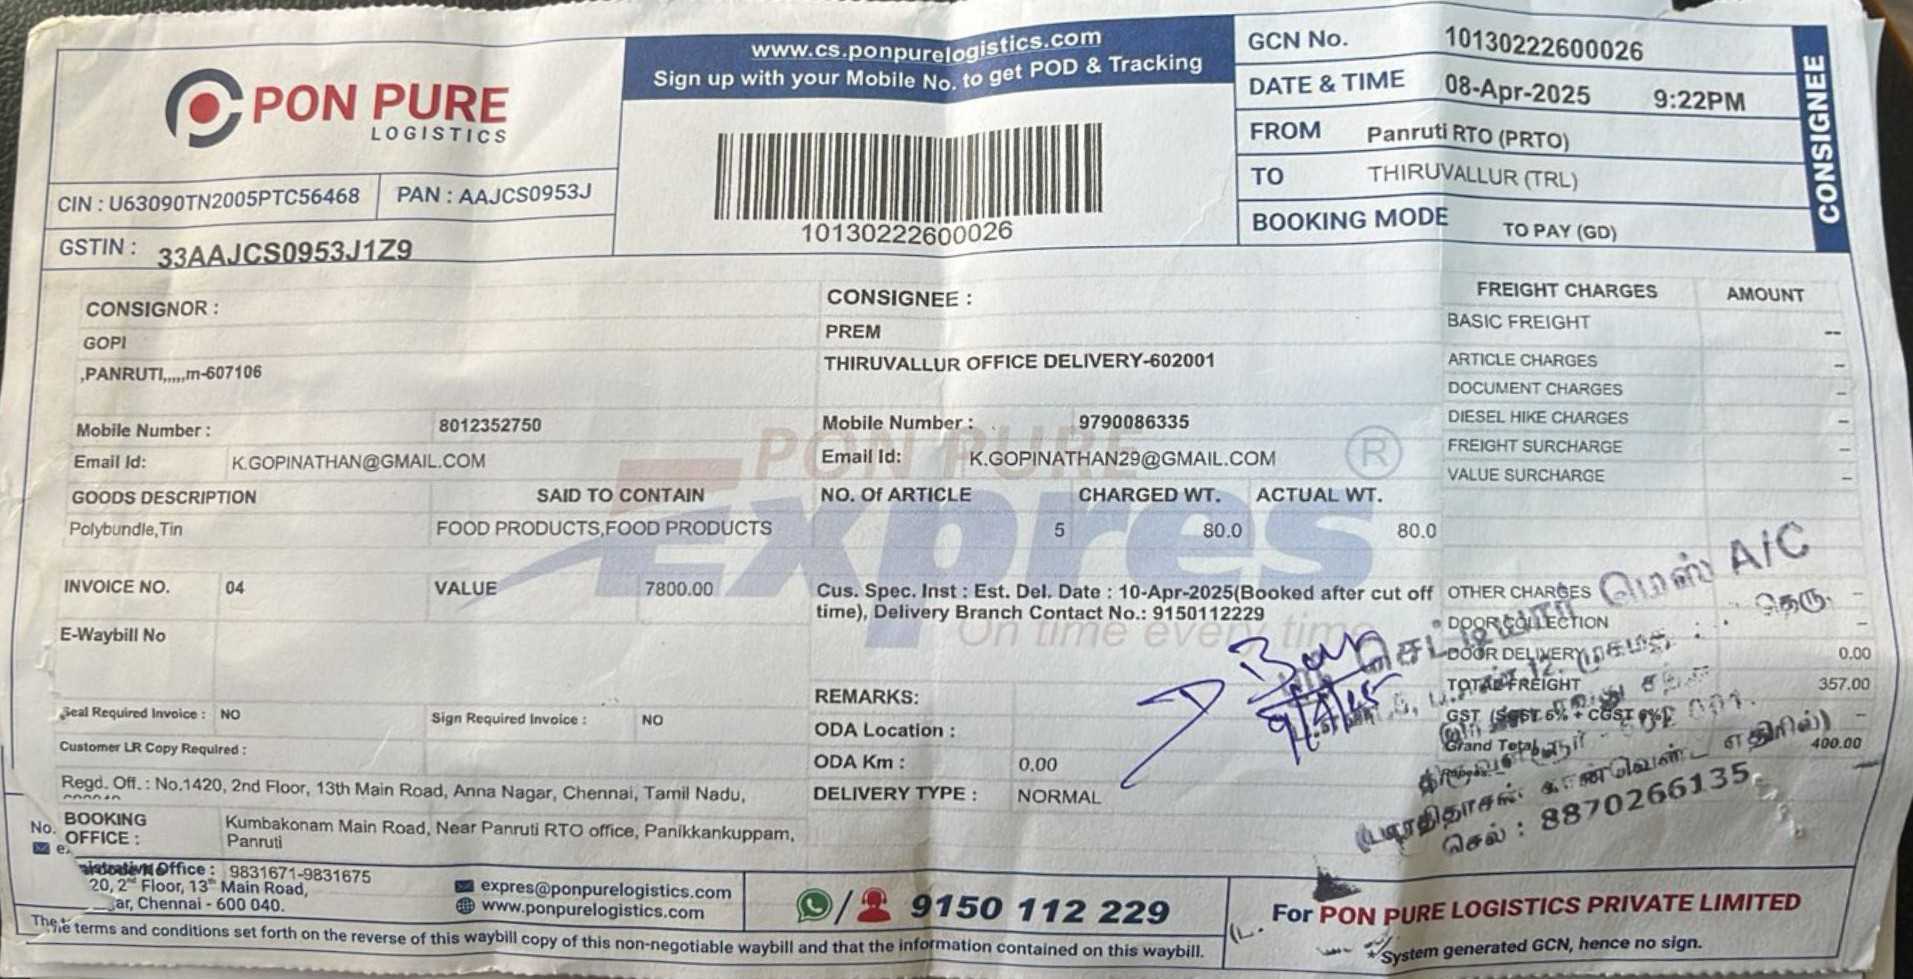 PON PURE
LOGISTICS
CIN : U63090TN2005PTC56468
PAN : AAJCS0953J
GSTIN : 33AAJCS0953J1Z9
www.cs.ponpurelogistics.com
Sign up with your Mobile No. to get POD & Tracking
10130222600026
GCN No. 10130222600026
DATE & TIME 08-Apr-2025 9:22PM
FROM Panruti RTO (PRTO)
TO THIRUVALLUR (TRL)
BOOKING MODE TO PAY (GD)
CONSIGNEE
CONSIGNOR :
GOPI
,PANRUTI,,,,,m-607106
Mobile Number : 8012352750
Email Id: K.GOPINATHAN@GMAIL.COM
CONSIGNEE :
PREM
THIRUVALLUR OFFICE DELIVERY-602001
Mobile Number : 9790086335
Email Id: K.GOPINATHAN29@GMAIL.COM
PON PURE
Expres ®
On time every time
GOODS DESCRIPTION SAID TO CONTAIN NO. Of ARTICLE CHARGED WT. ACTUAL WT.
Polybundle,Tin FOOD PRODUCTS,FOOD PRODUCTS 5 80.0 80.0
INVOICE NO. 04 VALUE 7800.00
E-Waybill No
Cus. Spec. Inst : Est. Del. Date : 10-Apr-2025(Booked after cut off
time), Delivery Branch Contact No.: 9150112229
Seal Required Invoice : NO Sign Required Invoice : NO
Customer LR Copy Required :
REMARKS:
ODA Location :
ODA Km : 0.00
DELIVERY TYPE : NORMAL
FREIGHT CHARGES AMOUNT
BASIC FREIGHT --
ARTICLE CHARGES –
DOCUMENT CHARGES –
DIESEL HIKE CHARGES –
FREIGHT SURCHARGE –
VALUE SURCHARGE –
OTHER CHARGES –
DOOR COLLECTION –
DOOR DELIVERY 0.00
TOTAL FREIGHT 357.00
GST (SGST 6% + CGST 6%) –
Grand Total 400.00
மெஸ் A/C
தெரு.
செல் : 8870266135
9/4/25
Regd. Off. : No.1420, 2nd Floor, 13th Main Road, Anna Nagar, Chennai, Tamil Nadu,
BOOKING OFFICE : Kumbakonam Main Road, Near Panruti RTO office, Panikkankuppam,
Panruti
No.
Office : 9831671-9831675
20, 2nd Floor, 13th Main Road,
ar, Chennai - 600 040.
expres@ponpurelogistics.com
www.ponpurelogistics.com
9150 112 229
For PON PURE LOGISTICS PRIVATE LIMITED
*System generated GCN, hence no sign.
The terms and conditions set forth on the reverse of this waybill copy of this non-negotiable waybill and that the information contained on this waybill.